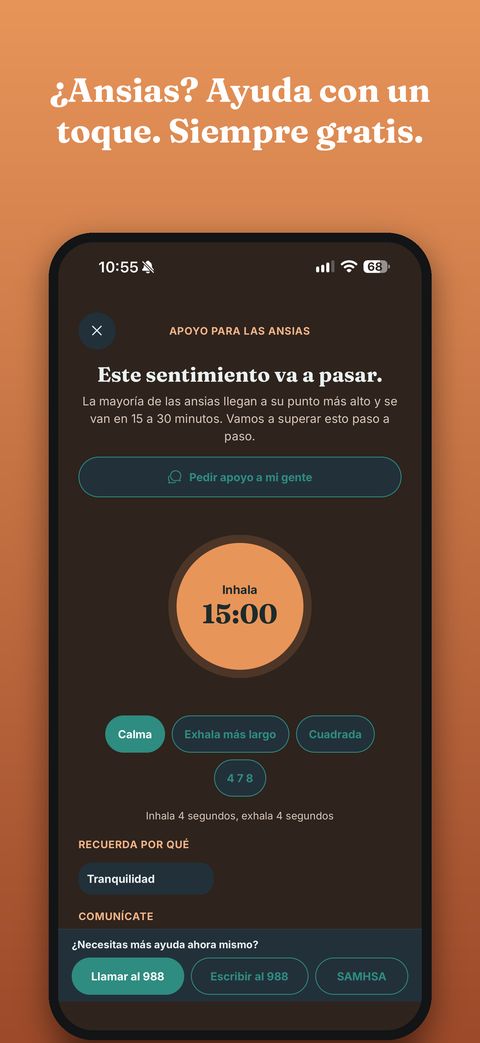 ¿Ansias? Ayuda con un
toque. Siempre gratis.
10:55
68
APOYO PARA LAS ANSIAS
Este sentimiento va a pasar.
La mayoría de las ansias llegan a su punto más alto y se
van en 15 a 30 minutos. Vamos a superar esto paso a
paso.
Pedir apoyo a mi gente
Inhala
15:00
Calma
Exhala más largo
Cuadrada
4 7 8
Inhala 4 segundos, exhala 4 segundos
RECUERDA POR QUÉ
Tranquilidad
COMUNÍCATE
¿Necesitas más ayuda ahora mismo?
Llamar al 988
Escribir al 988
SAMHSA